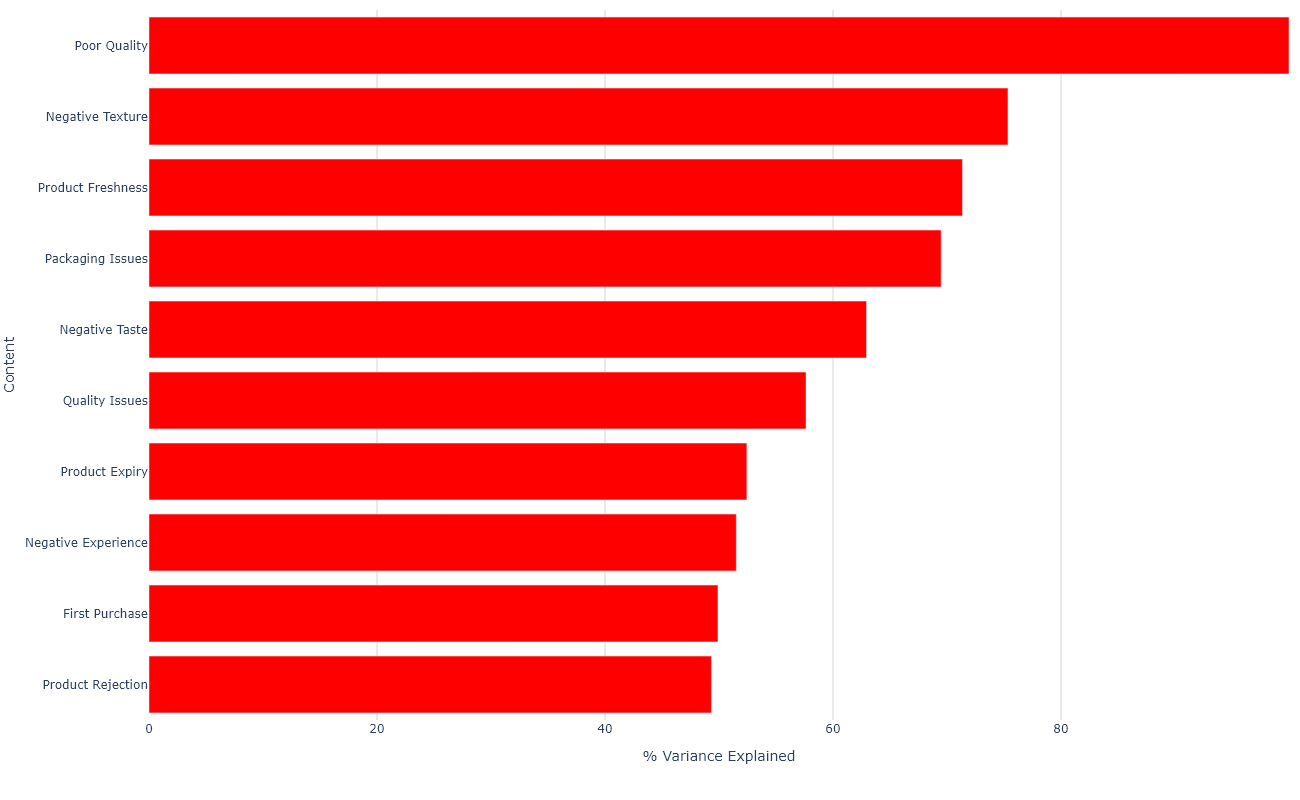 Poor Quality
Negative Texture
Product Freshness
Packaging Issues
Negative Taste
Quality Issues
Product Expiry
Negative Experience
First Purchase
Product Rejection
Content
0 20 40 60 80
% Variance Explained